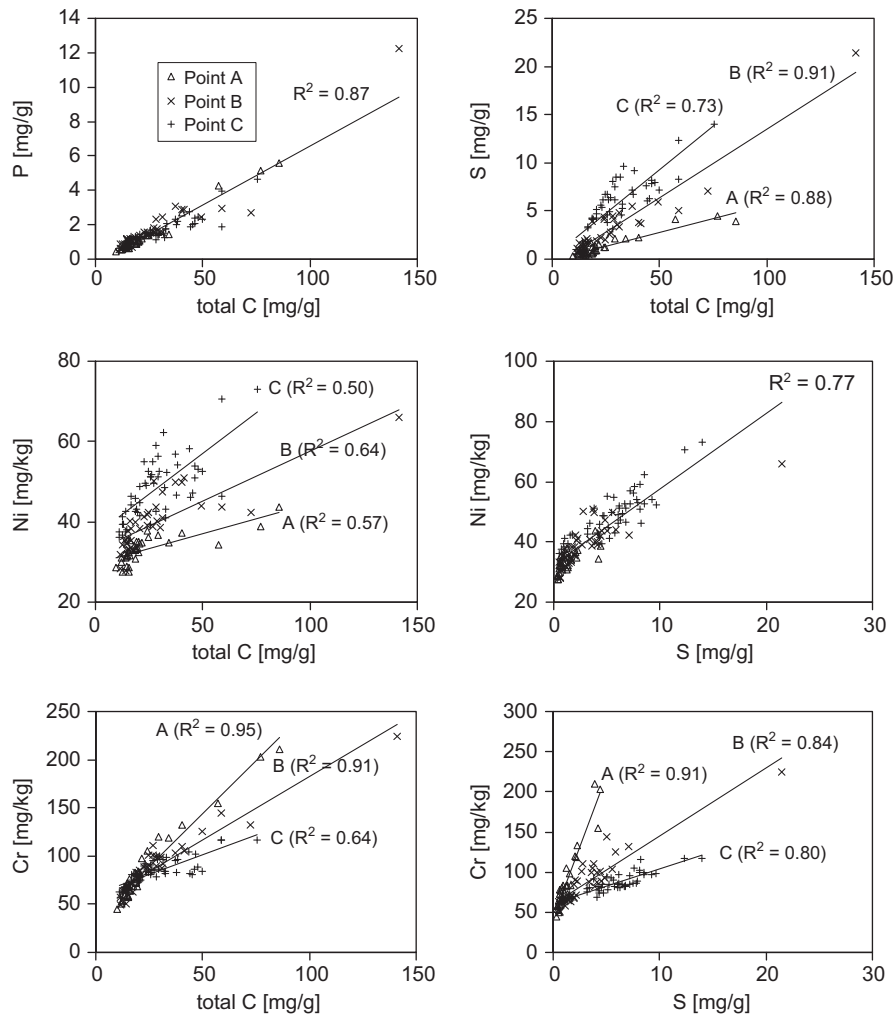 14
12
10
8
6
4
2
0
P [mg/g]
△ Point A
× Point B
+ Point C
R² = 0.87
0 50 100 150
total C [mg/g]
25
20
15
10
5
0
S [mg/g]
B (R² = 0.91)
C (R² = 0.73)
A (R² = 0.88)
0 50 100 150
total C [mg/g]
80
60
40
20
Ni [mg/kg]
C (R² = 0.50)
B (R² = 0.64)
A (R² = 0.57)
0 50 100 150
total C [mg/g]
100
80
60
40
20
Ni [mg/kg]
R² = 0.77
0 10 20 30
S [mg/g]
250
200
150
100
50
0
Cr [mg/kg]
A (R² = 0.95)
B (R² = 0.91)
C (R² = 0.64)
0 50 100 150
total C [mg/g]
300
250
200
150
100
50
0
Cr [mg/kg]
B (R² = 0.84)
A (R² = 0.91)
C (R² = 0.80)
0 10 20 30
S [mg/g]